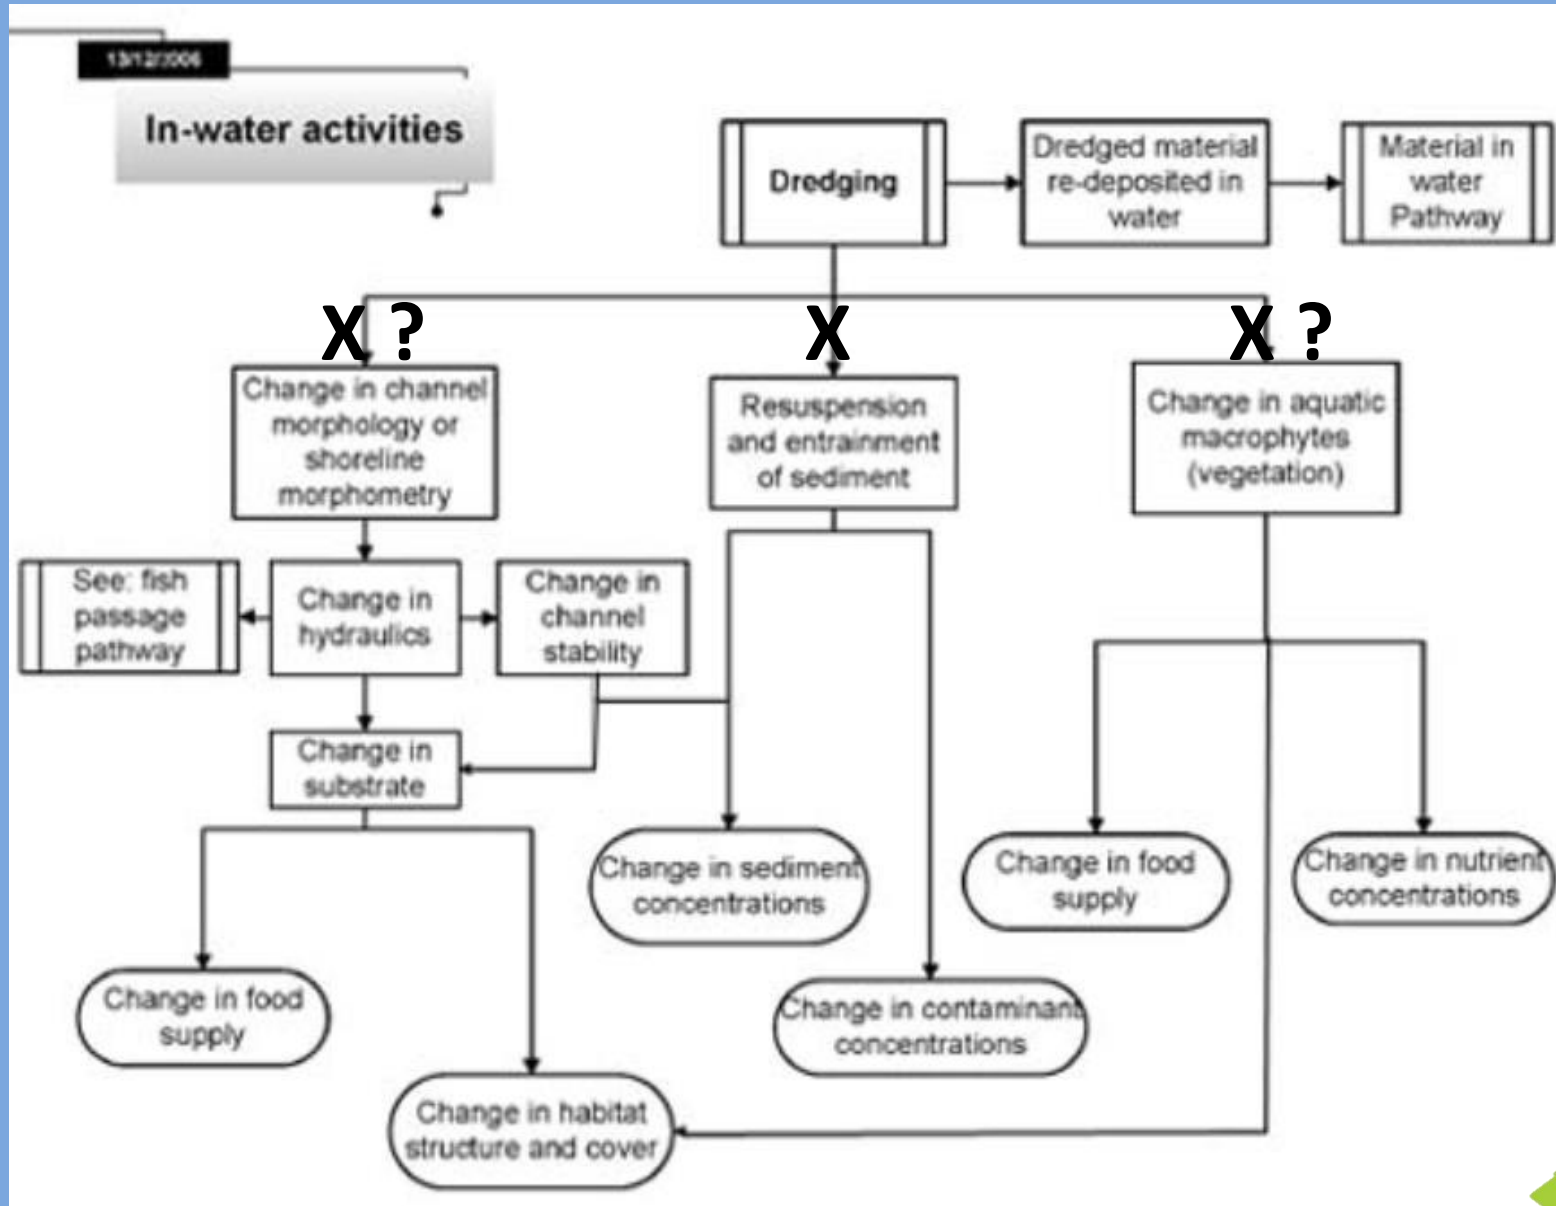 13/12/2006
In-water activities
Dredging
Dredged material
re-deposited in
water
Material in
water
Pathway
X ?
X
X ?
Change in channel
morphology or
shoreline
morphometry
Resuspension
and entrainment
of sediment
Change in aquatic
macrophytes
(vegetation)
See: fish
passage
pathway
Change in
hydraulics
Change in
channel
stability
Change in
substrate
Change in sediment
concentrations
Change in food
supply
Change in nutrient
concentrations
Change in food
supply
Change in contaminant
concentrations
Change in habitat
structure and cover